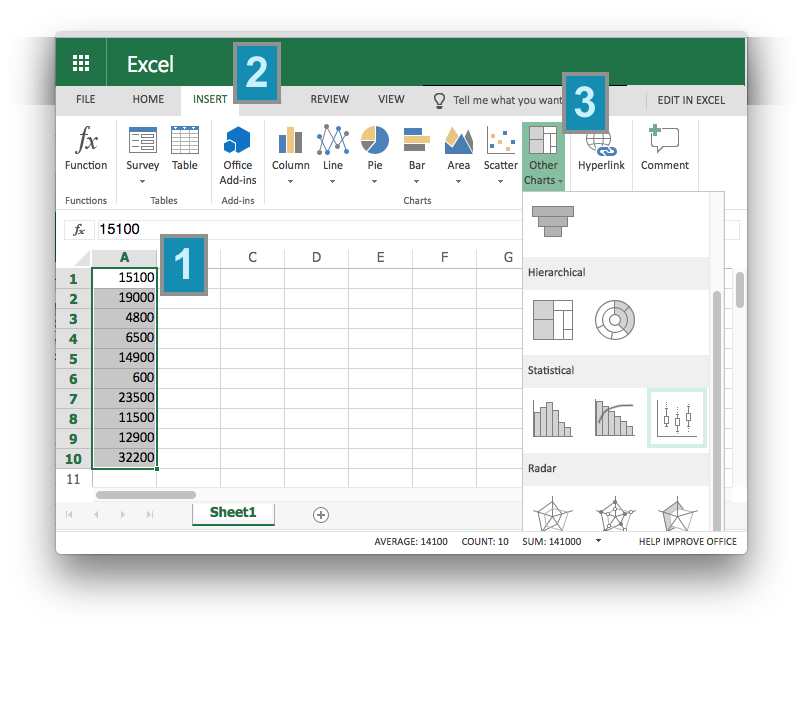 Excel
2
FILE HOME INSERT REVIEW VIEW Tell me what you want EDIT IN EXCEL
3
fx
Function Survey Table Office Add-ins Column Line Pie Bar Area Scatter Other Charts Hyperlink Comment
Functions Tables Add-ins Charts
fx 15100
1
A C D E F G
1 15100
2 19000
3 4800
4 6500
5 14900
6 600
7 23500
8 11500
9 12900
10 32200
11
Hierarchical
Statistical
Radar
Sheet1
AVERAGE: 14100 COUNT: 10 SUM: 141000 HELP IMPROVE OFFICE